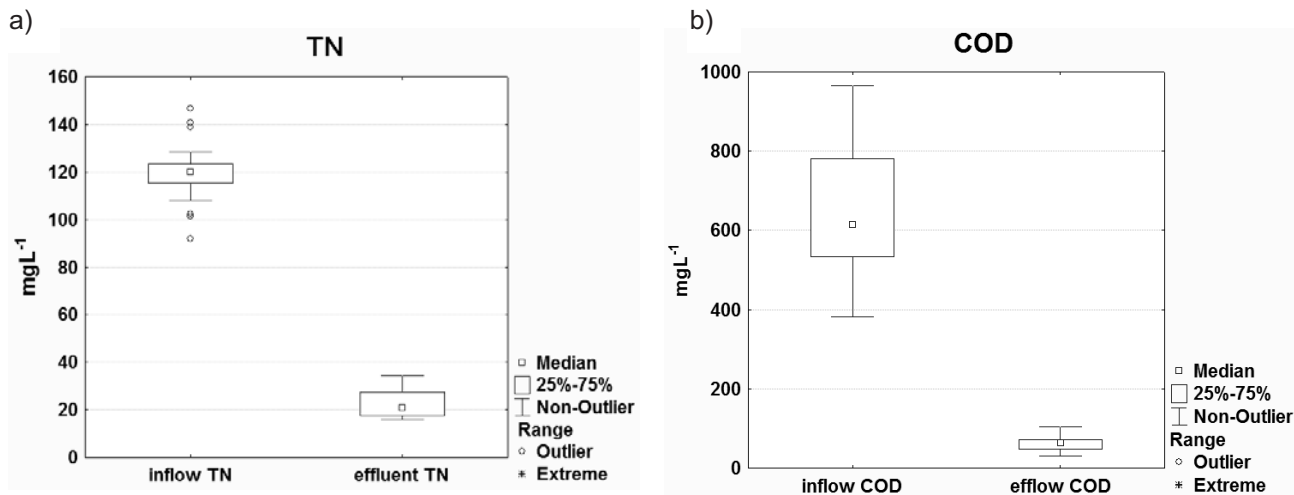 a)
TN
160
140
120
100
80
60
40
20
0
mgL-1
inflow TN
effluent TN
Median
25%-75%
Non-Outlier
Range
Outlier
Extreme
b)
COD
1000
800
600
400
200
0
mgL-1
inflow COD
efflow COD
Median
25%-75%
Non-Outlier
Range
Outlier
Extreme